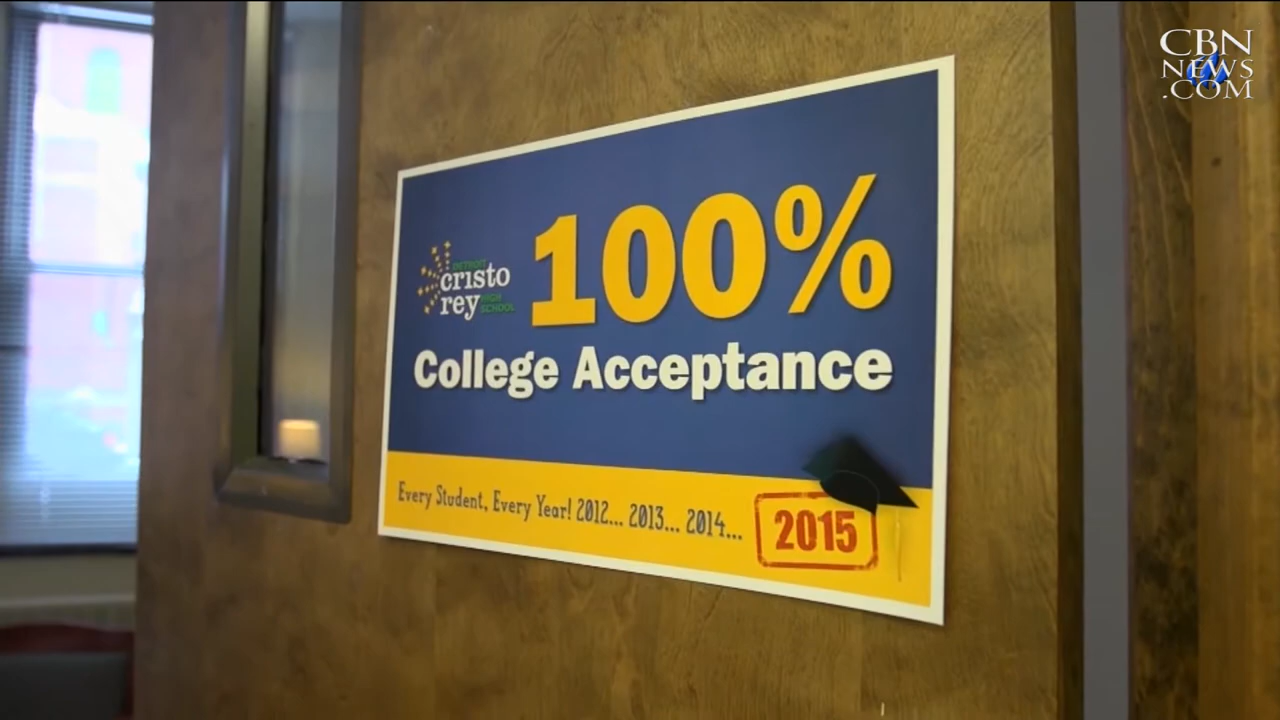 CBN
NEWS
.COM
DETROIT
cristo
rey HIGH
SCHOOL
100%
College Acceptance
Every Student, Every Year! 2012... 2013... 2014...
2015